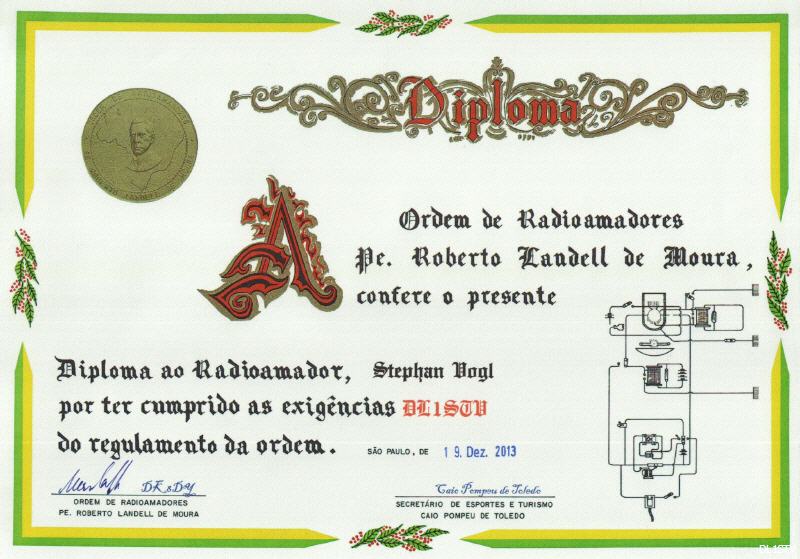 Diploma
A Ordem de Radioamadores
Pe. Roberto Landell de Moura,
confere o presente
Diploma ao Radioamador, Stephan Vogl
por ter cumprido as exigências DL1STV
do regulamento da ordem.
SÃO PAULO, DE 19. Dez. 2013
ORDEM DE RADIOAMADORES
PE. ROBERTO LANDELL DE MOURA
Caio Pompeu de Toledo
SECRETÁRIO DE ESPORTES E TURISMO
CAIO POMPEU DE TOLEDO